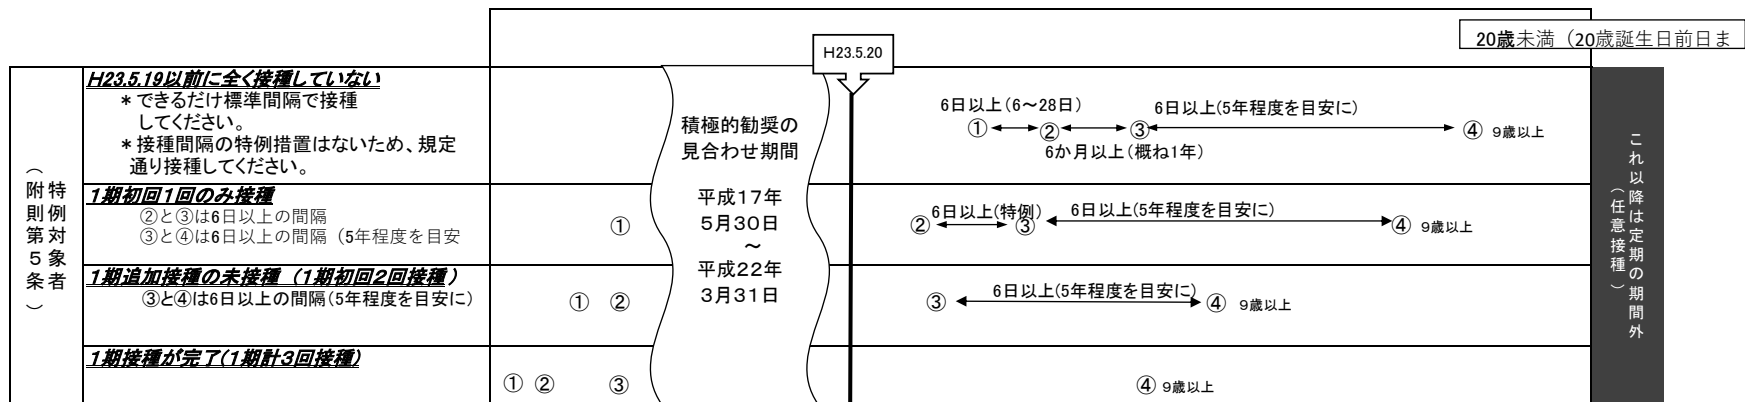 20歳未満（20歳誕生日前日ま
H23.5.20
（附則第５条）
特例対象者
H23.5.19以前に全く接種していない
＊できるだけ標準間隔で接種
してください。
＊接種間隔の特例措置はないため、規定
通り接種してください。
積極的勧奨の
見合わせ期間
平成17年
5月30日
～
平成22年
3月31日
6日以上（6～28日）
6日以上(5年程度を目安に)
① ② ③ ④ 9歳以上
6か月以上（概ね1年）
1期初回1回のみ接種
②と③は6日以上の間隔
③と④は6日以上の間隔（5年程度を目安
①
6日以上(特例)
6日以上(5年程度を目安に)
② ③ ④ 9歳以上
1期追加接種の未接種（1期初回2回接種）
③と④は6日以上の間隔(5年程度を目安に)
① ②
6日以上(5年程度を目安に)
③ ④ 9歳以上
1期接種が完了(1期計3回接種)
① ② ③
④ 9歳以上
これ以降は定期の期間外
（任意接種）